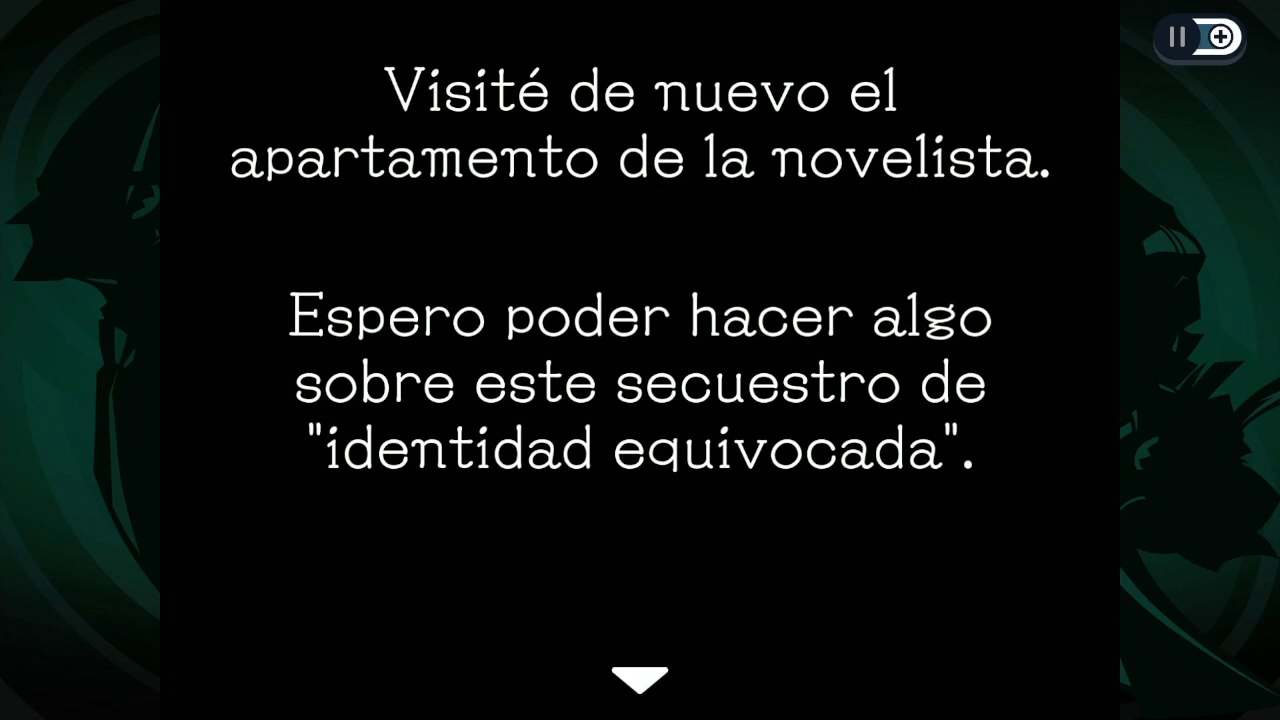 Visité de nuevo el
apartamento de la novelista.
Espero poder hacer algo
sobre este secuestro de
"identidad equivocada".